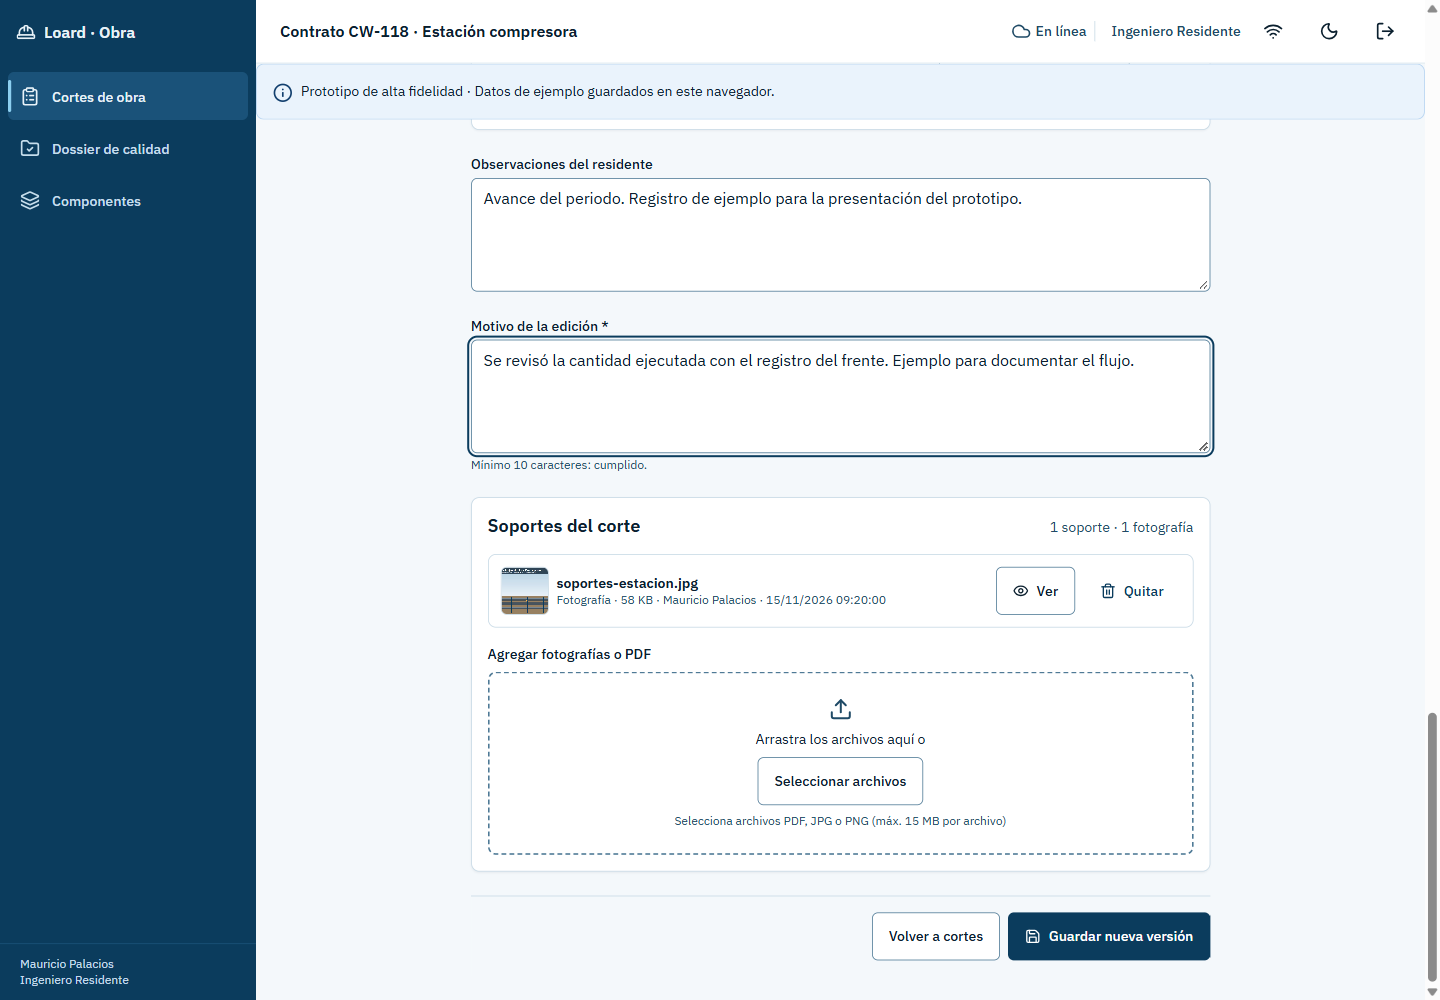 Loard · Obra
Cortes de obra
Dossier de calidad
Componentes
Mauricio Palacios
Ingeniero Residente
Contrato CW-118 · Estación compresora
En línea
Ingeniero Residente
Prototipo de alta fidelidad · Datos de ejemplo guardados en este navegador.
Observaciones del residente
Avance del periodo. Registro de ejemplo para la presentación del prototipo.
Motivo de la edición *
Se revisó la cantidad ejecutada con el registro del frente. Ejemplo para documentar el flujo.
Mínimo 10 caracteres: cumplido.
Soportes del corte
1 soporte · 1 fotografía
soportes-estacion.jpg
Fotografía · 58 KB · Mauricio Palacios · 15/11/2026 09:20:00
Ver
Quitar
Agregar fotografías o PDF
Arrastra los archivos aquí o
Seleccionar archivos
Selecciona archivos PDF, JPG o PNG (máx. 15 MB por archivo)
Volver a cortes
Guardar nueva versión